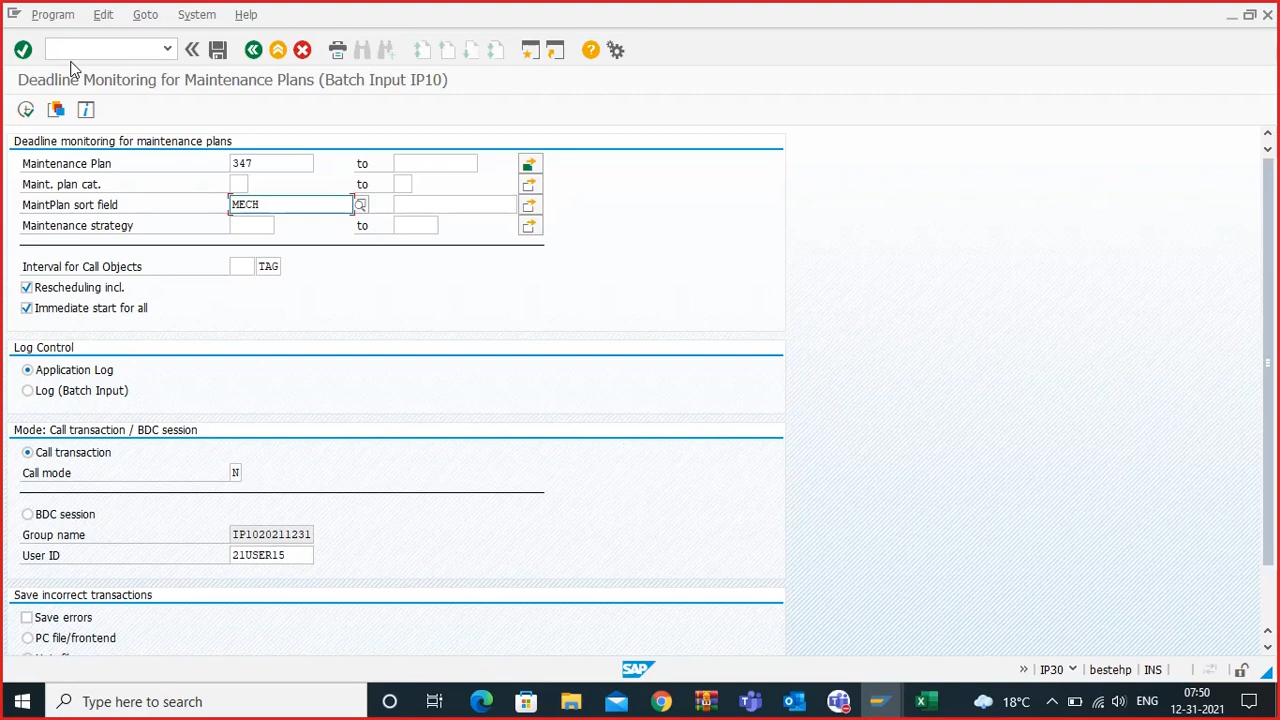 Program Edit Goto System Help
Deadline Monitoring for Maintenance Plans (Batch Input IP10)
Deadline monitoring for maintenance plans
Maintenance Plan 347 to
Maint. plan cat. to
MaintPlan sort field MECH
Maintenance strategy to
Interval for Call Objects TAG
Rescheduling incl.
Immediate start for all
Log Control
Application Log
Log (Batch Input)
Mode: Call transaction / BDC session
Call transaction
Call mode N
BDC session
Group name IP1020211231
User ID 21USER15
Save incorrect transactions
Save errors
PC file/frontend
SAP IP30 bestehp INS
Type here to search 18°C ENG 07:50
12-31-2021